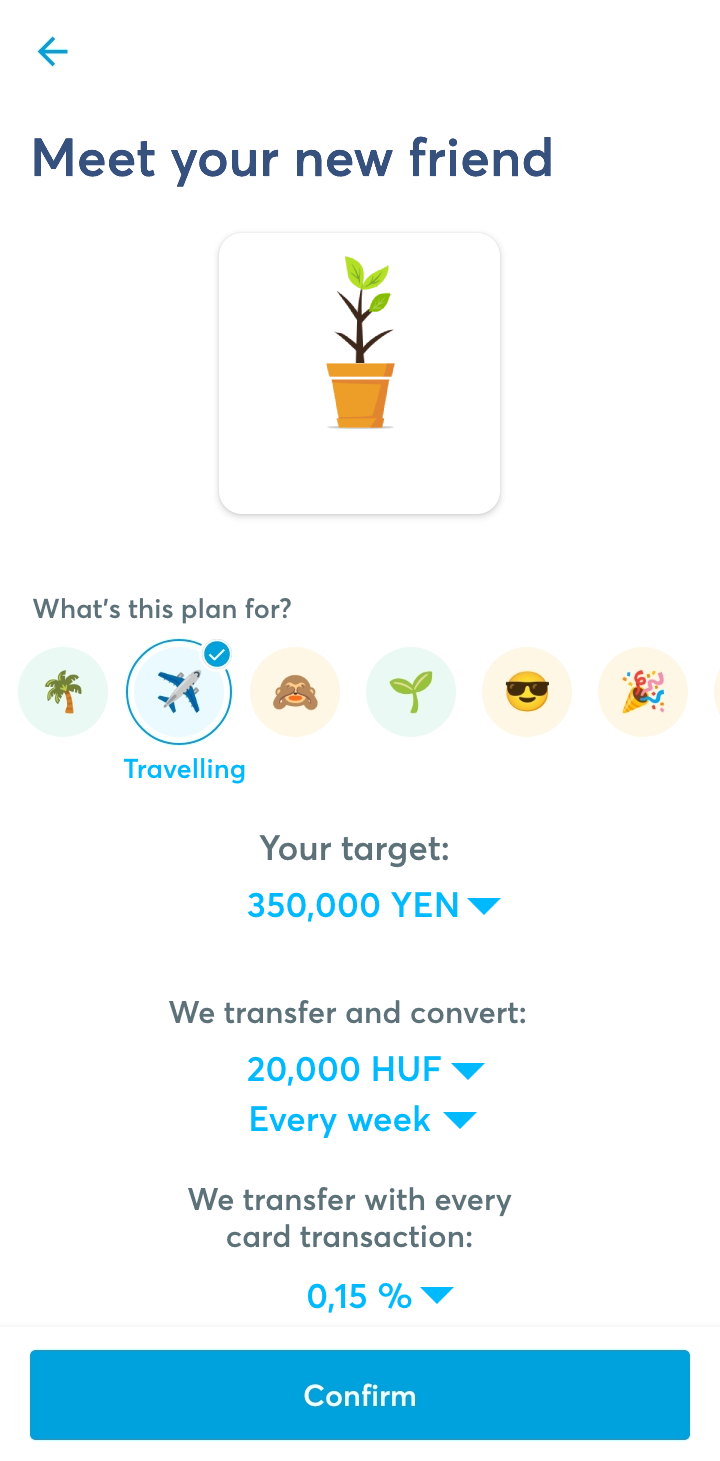 Meet your new friend
What's this plan for?
Travelling
Your target:
350,000 YEN
We transfer and convert:
20,000 HUF
Every week
We transfer with every
card transaction:
0,15 %
Confirm